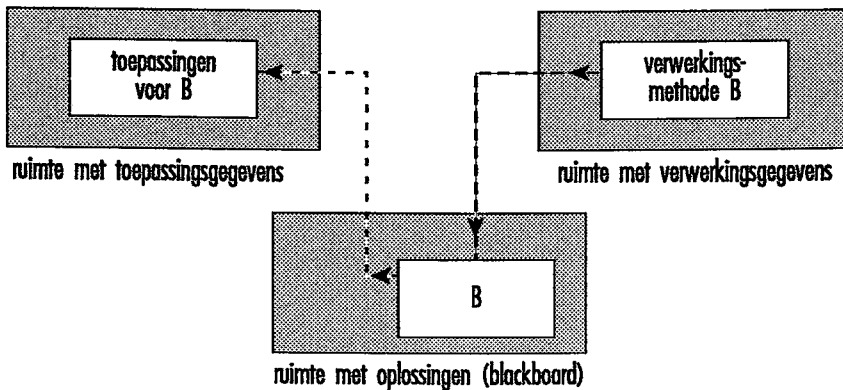 toepassingen
voor B
verwerkings-
methode B
ruimte met toepassingsgegevens
ruimte met verwerkingsgegevens
B
ruimte met oplossingen (blackboard)